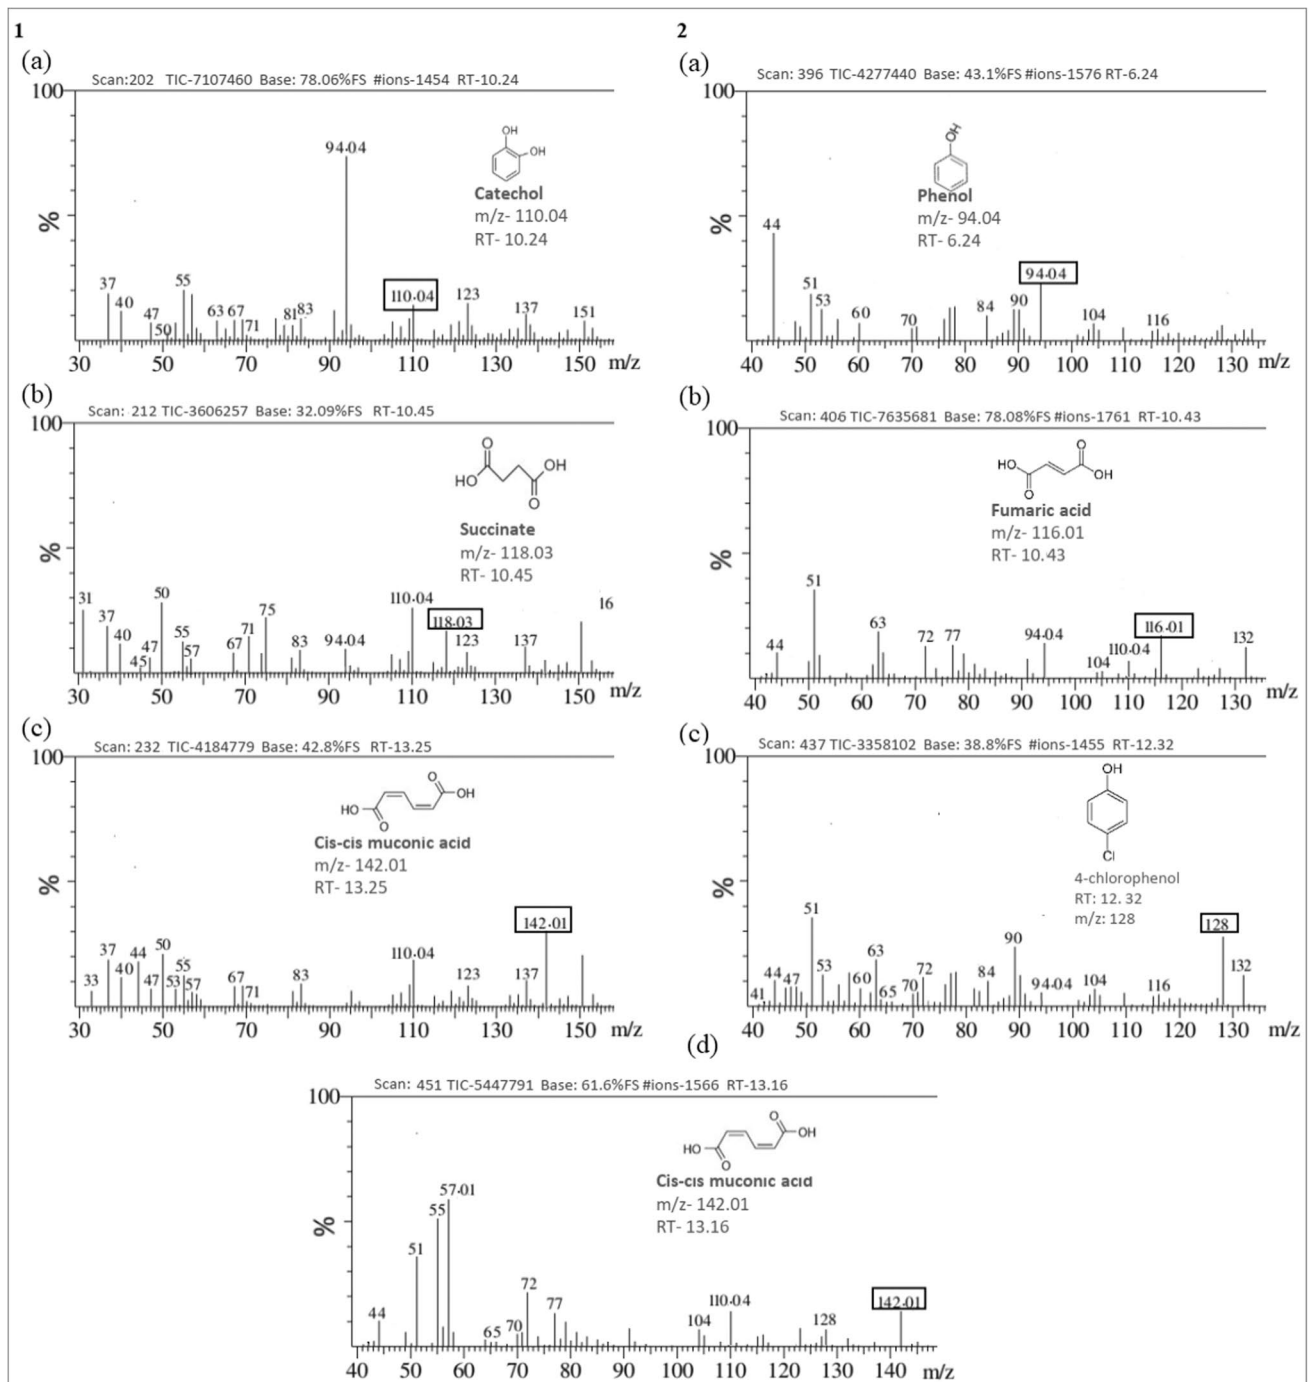 1
(a)
Scan:202 TIC-7107460 Base: 78.06%FS #ions-1454 RT-10.24
100
%
94·04
OH
OH
Catechol
m/z- 110.04
RT- 10.24
37
40
47
50
55
63
67
71
81
83
110·04
123
137
151
30 50 70 90 110 130 150 m/z
(b)
Scan: 212 TIC-3606257 Base: 32.09%FS RT-10.45
100
%
O
OH
HO
O
Succinate
m/z- 118.03
RT- 10.45
31
37
40
45
47
50
55
57
67
71
75
83
94·04
110·04
118·03
123
137
16
30 50 70 90 110 130 150 m/z
(c)
Scan: 232 TIC-4184779 Base: 42.8%FS RT-13.25
100
%
O
OH
HO
O
Cis-cis muconic acid
m/z- 142.01
RT- 13.25
33
37
40
44
47
50
53
55
57
67
71
83
110·04
123
137
142·01
30 50 70 90 110 130 150 m/z
2
(a)
Scan: 396 TIC-4277440 Base: 43.1%FS #ions-1576 RT-6.24
100
%
OH
Phenol
m/z- 94.04
RT- 6.24
44
51
53
60
70
84
90
94·04
104
116
40 50 60 70 80 90 100 110 120 130 m/z
(b)
Scan: 406 TIC-7635681 Base: 78.08%FS #ions-1761 RT-10.43
100
%
O
HO
OH
O
Fumaric acid
m/z- 116.01
RT- 10.43
44
51
63
72
77
94·04
104
110·04
116·01
132
40 50 60 70 80 90 100 110 120 130 m/z
(c)
Scan: 437 TIC-3358102 Base: 38.8%FS #ions-1455 RT-12.32
100
%
OH
Cl
4-chlorophenol
RT: 12. 32
m/z: 128
41
44
47
51
53
60
63
65
70
72
84
90
94·04
104
116
128
132
40 50 60 70 80 90 100 110 120 130 m/z
(d)
Scan: 451 TIC-5447791 Base: 61.6%FS #ions-1566 RT-13.16
100
%
O
OH
HO
O
Cis-cis muconic acid
m/z- 142.01
RT- 13.16
44
51
55
57·01
65
70
72
77
104
110·04
128
142·01
40 50 60 70 80 90 100 110 120 130 140 m/z